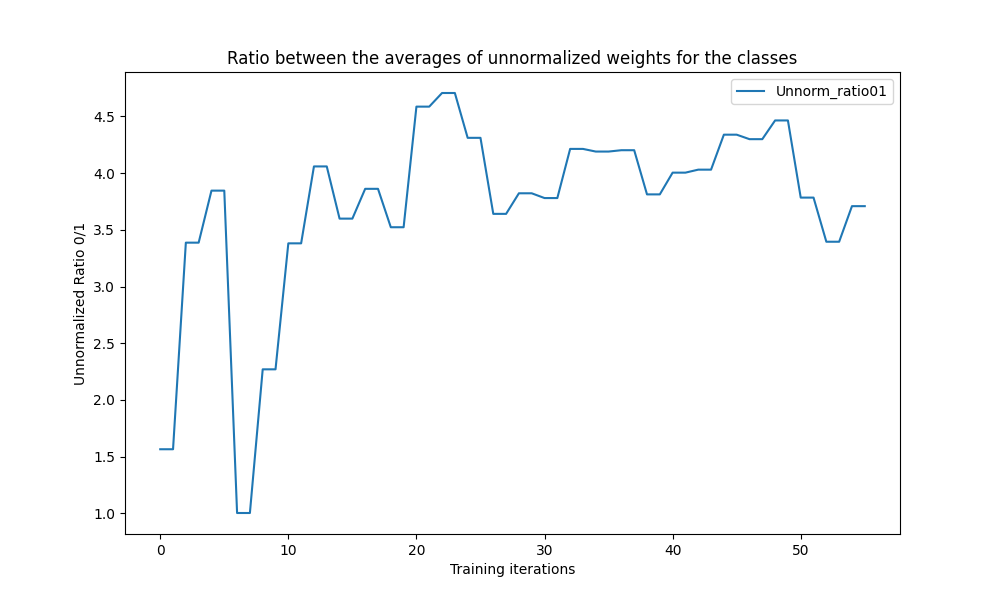 Ratio between the averages of unnormalized weights for the classes
Unnorm_ratio01
Unnormalized Ratio 0/1
4.5
4.0
3.5
3.0
2.5
2.0
1.5
1.0
0 10 20 30 40 50
Training iterations